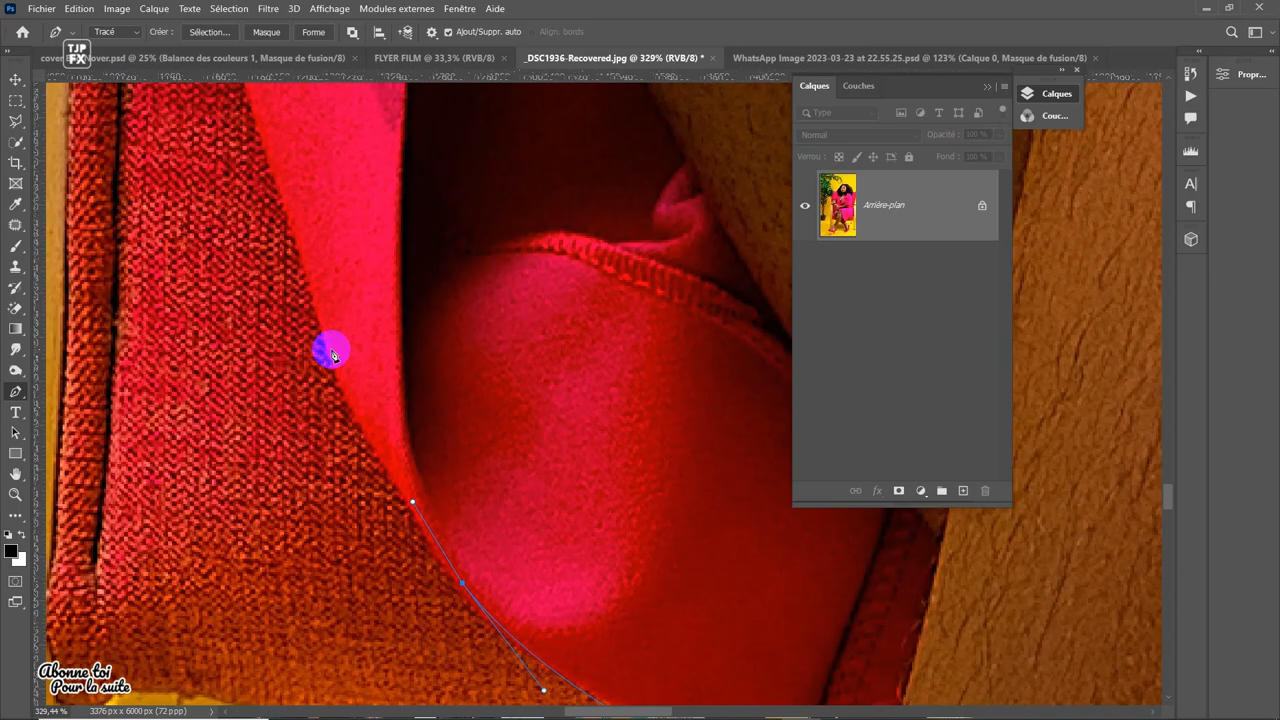 Fichier Edition Image Calque Texte Sélection Filtre 3D Affichage Modules externes Fenêtre Aide
Tracé Créer : Sélection... Masque Forme Ajout/Suppr. auto Align. bords
TJP FX
FLYER FILM @ 33,3% (RVB/8) × _DSC1936-Recovered.jpg @ 329% (RVB/8) * × WhatsApp Image 2023-03-23 at 22.55.25.psd @ 123% (Calque 0, Masque de fusion/8) ×
.psd @ 25% (Balance des couleurs 1, Masque de fusion/8) ×
Calques Couches
Type
Normal Opacité : 100 %
Verrou : Fond : 100 %
Arrière-plan
Calques
Couc...
Propr...
Abonne toi
Pour la suite
329,44 % 3376 px x 6000 px (72 ppp)